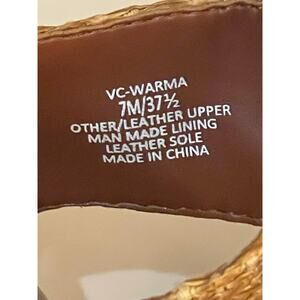 VC-WARMA
7M/37½
OTHER/LEATHER UPPER
MAN MADE LINING
LEATHER SOLE
MADE IN CHINA